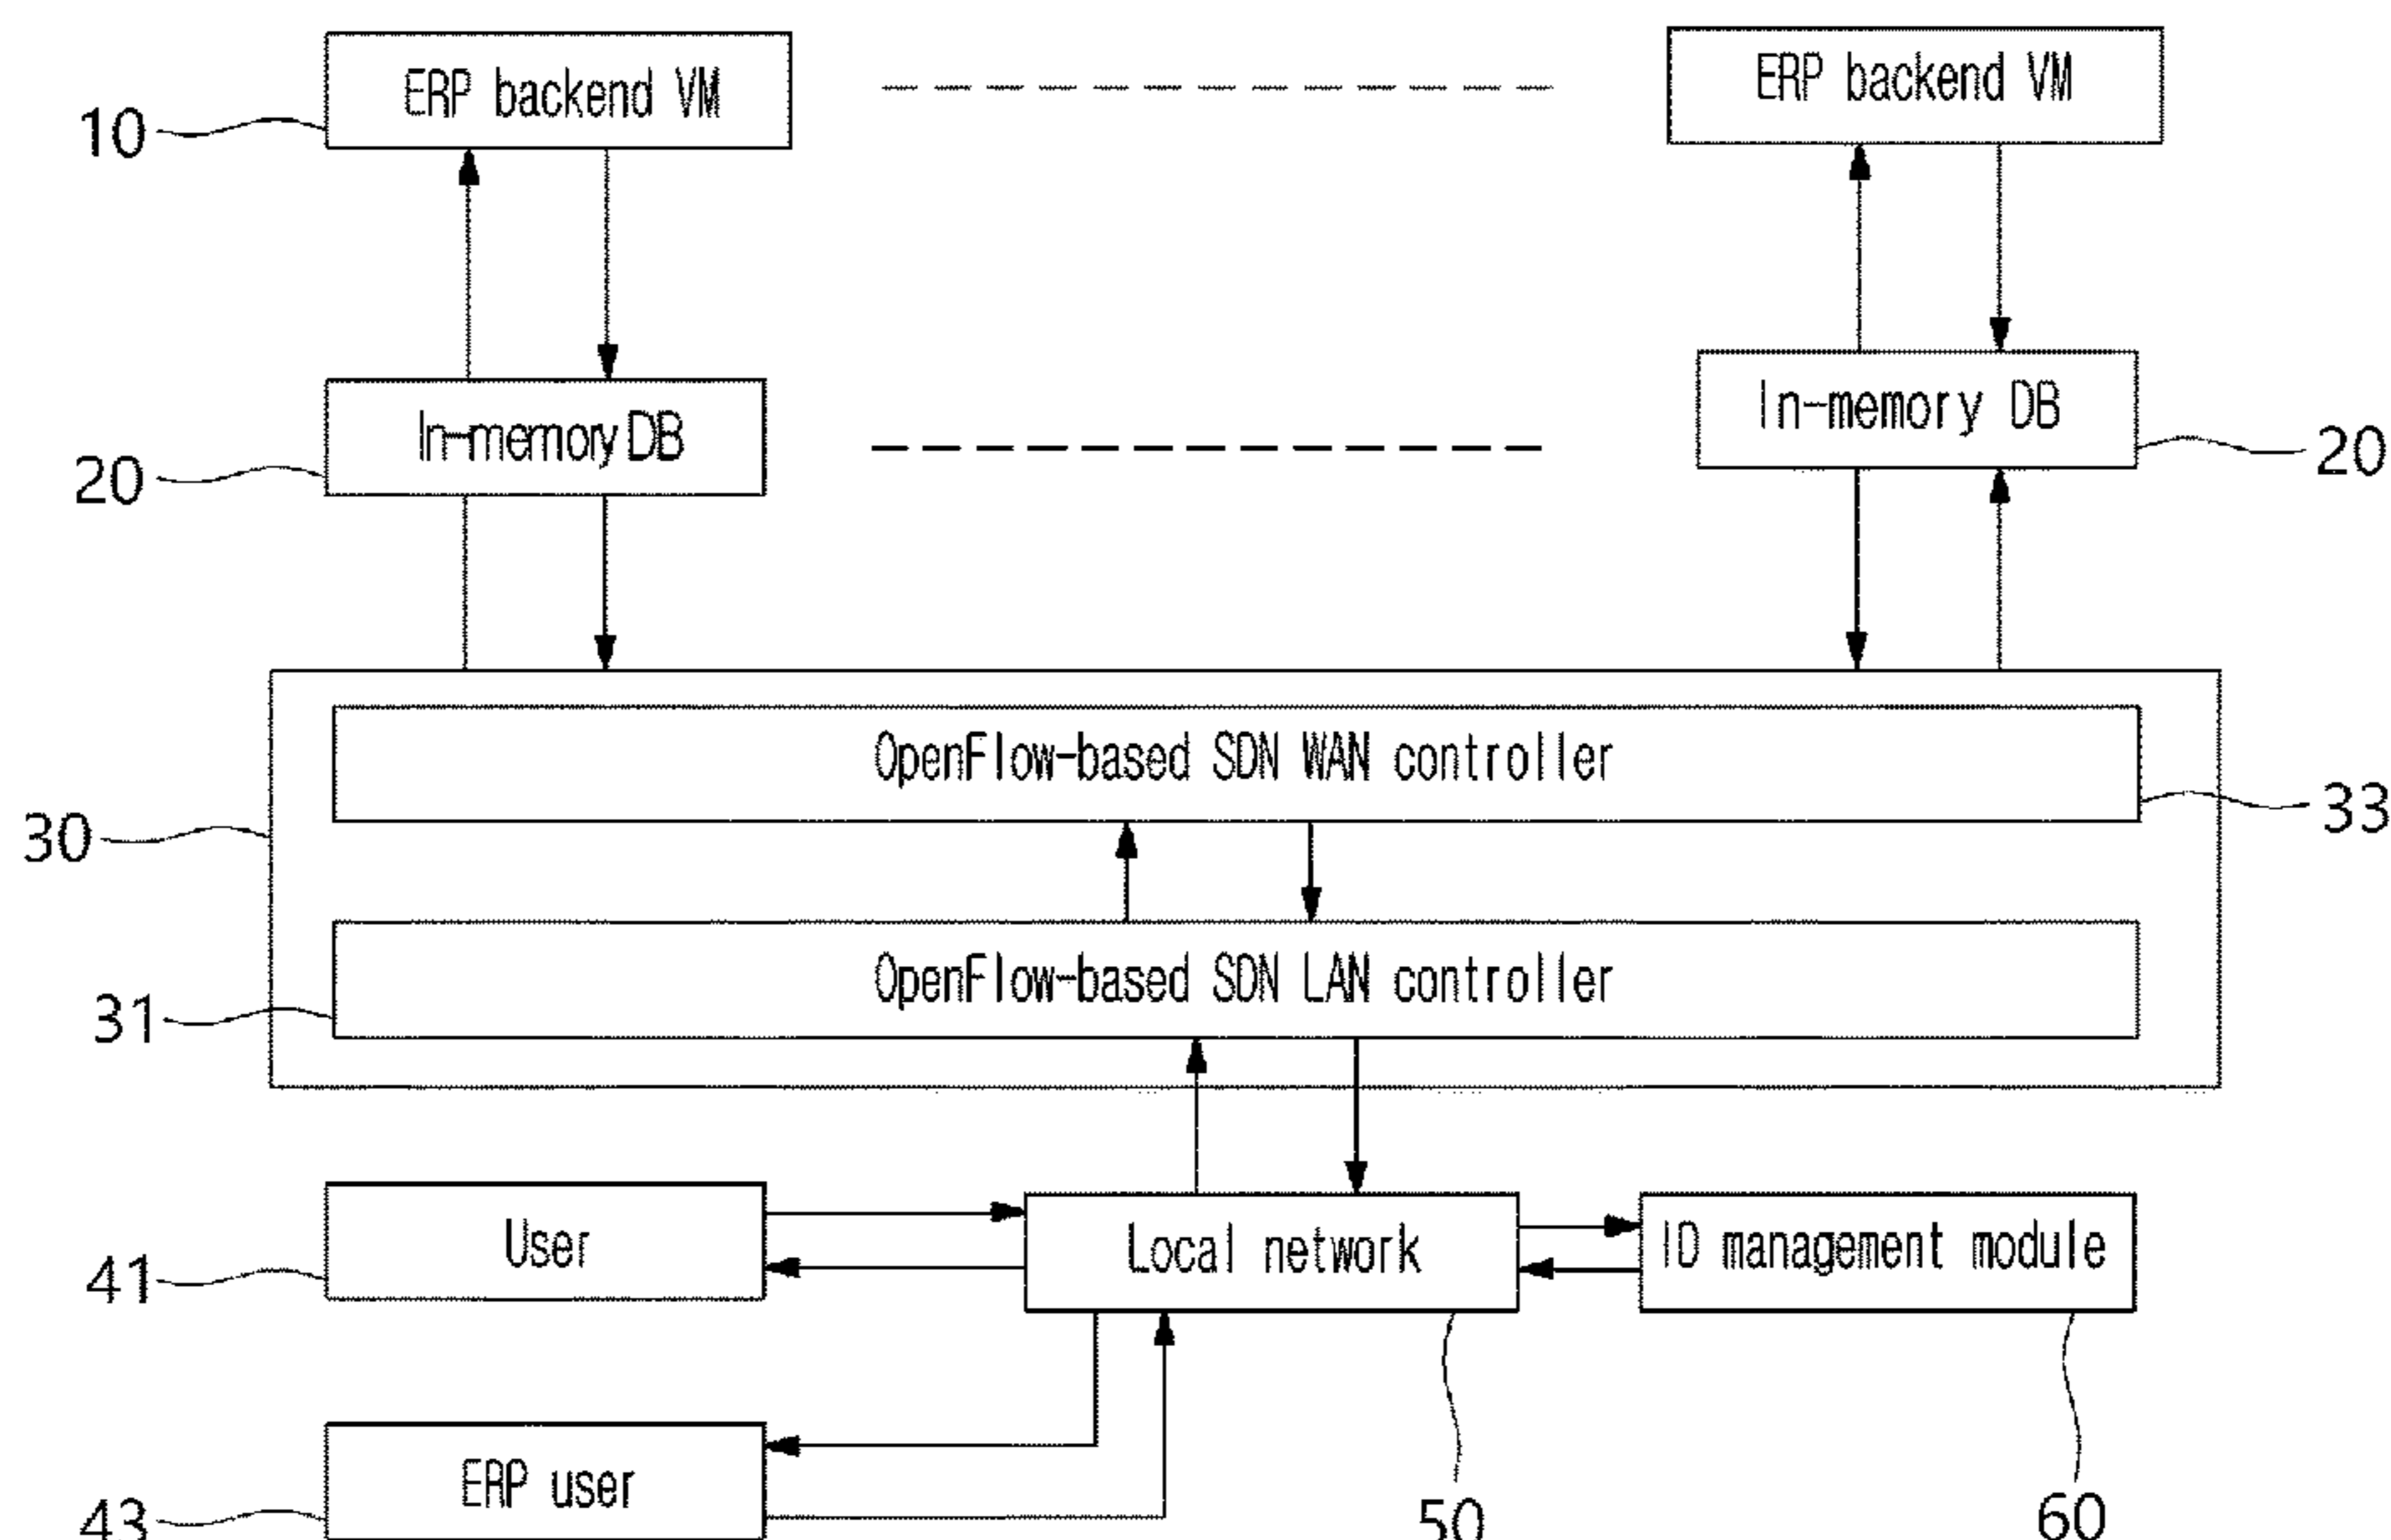 ERP backend VM
ERP backend VM
10
In-memory DB
In-memory DB
20
20
OpenFlow-based SDN WAN controller
33
30
OpenFlow-based SDN LAN controller
31
User
Local network
ID management module
41
ERP user
43
50
60